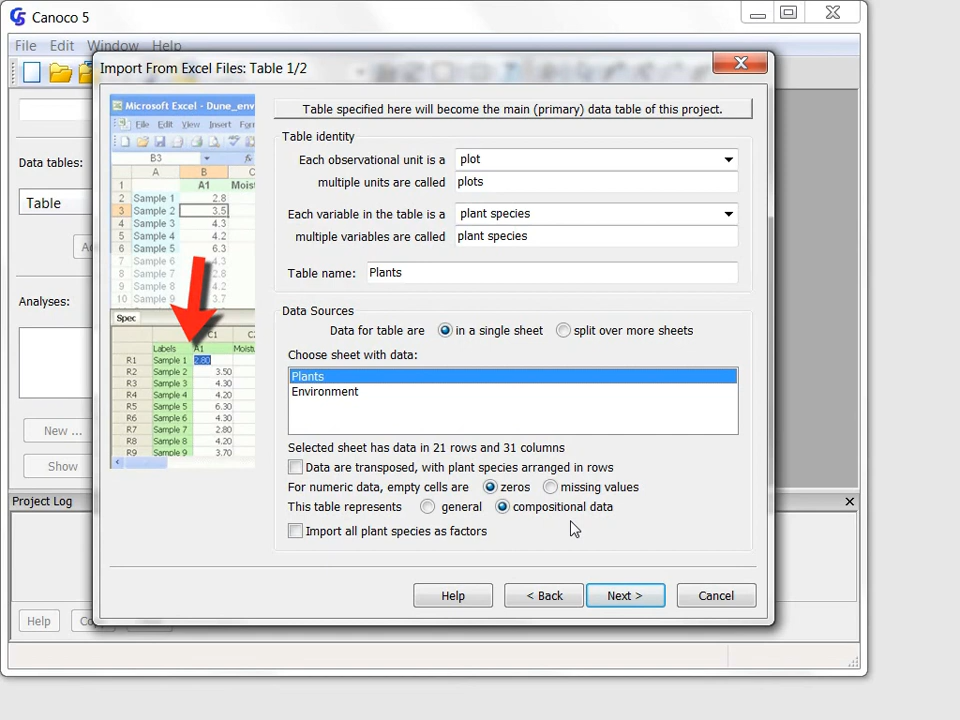 Canoco 5
File Edit Window Help
Import From Excel Files: Table 1/2
Data tables:
Table
Analyses:
New ...
Show
Microsoft Excel - Dune_env
File Edit View Insert
B3
A B
A1 Moist
1
2 Sample 1 2.8
3 Sample 2 3.5
4 Sample 3 4.3
5 Sample 4 4.2
6 Sample 5 6.3
7 Sample 6 4.3
8 Sample 7 2.8
9 Sample 8 4.2
10 Sample 9 3.7
Spec
Labels A1 Moistu
R1 Sample 1 2.80
R2 Sample 2 3.50
R3 Sample 3 4.30
R4 Sample 4 4.20
R5 Sample 5 6.30
R6 Sample 6 4.30
R7 Sample 7 2.80
R8 Sample 8 4.20
R9 Sample 9 3.70
Table specified here will become the main (primary) data table of this project.
Table identity
Each observational unit is a plot
multiple units are called plots
Each variable in the table is a plant species
multiple variables are called plant species
Table name: Plants
Data Sources
Data for table are in a single sheet split over more sheets
Choose sheet with data:
Plants
Environment
Selected sheet has data in 21 rows and 31 columns
Data are transposed, with plant species arranged in rows
For numeric data, empty cells are zeros missing values
This table represents general compositional data
Import all plant species as factors
Help < Back Next > Cancel
Project Log
Help